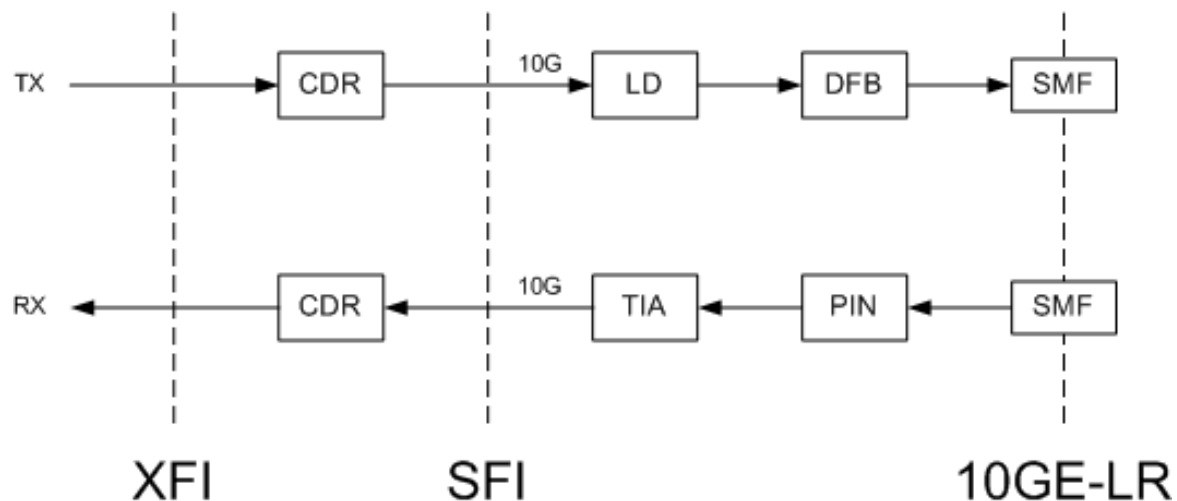 TX
CDR
10G
LD
DFB
SMF
RX
CDR
10G
TIA
PIN
SMF
XFI
SFI
10GE-LR